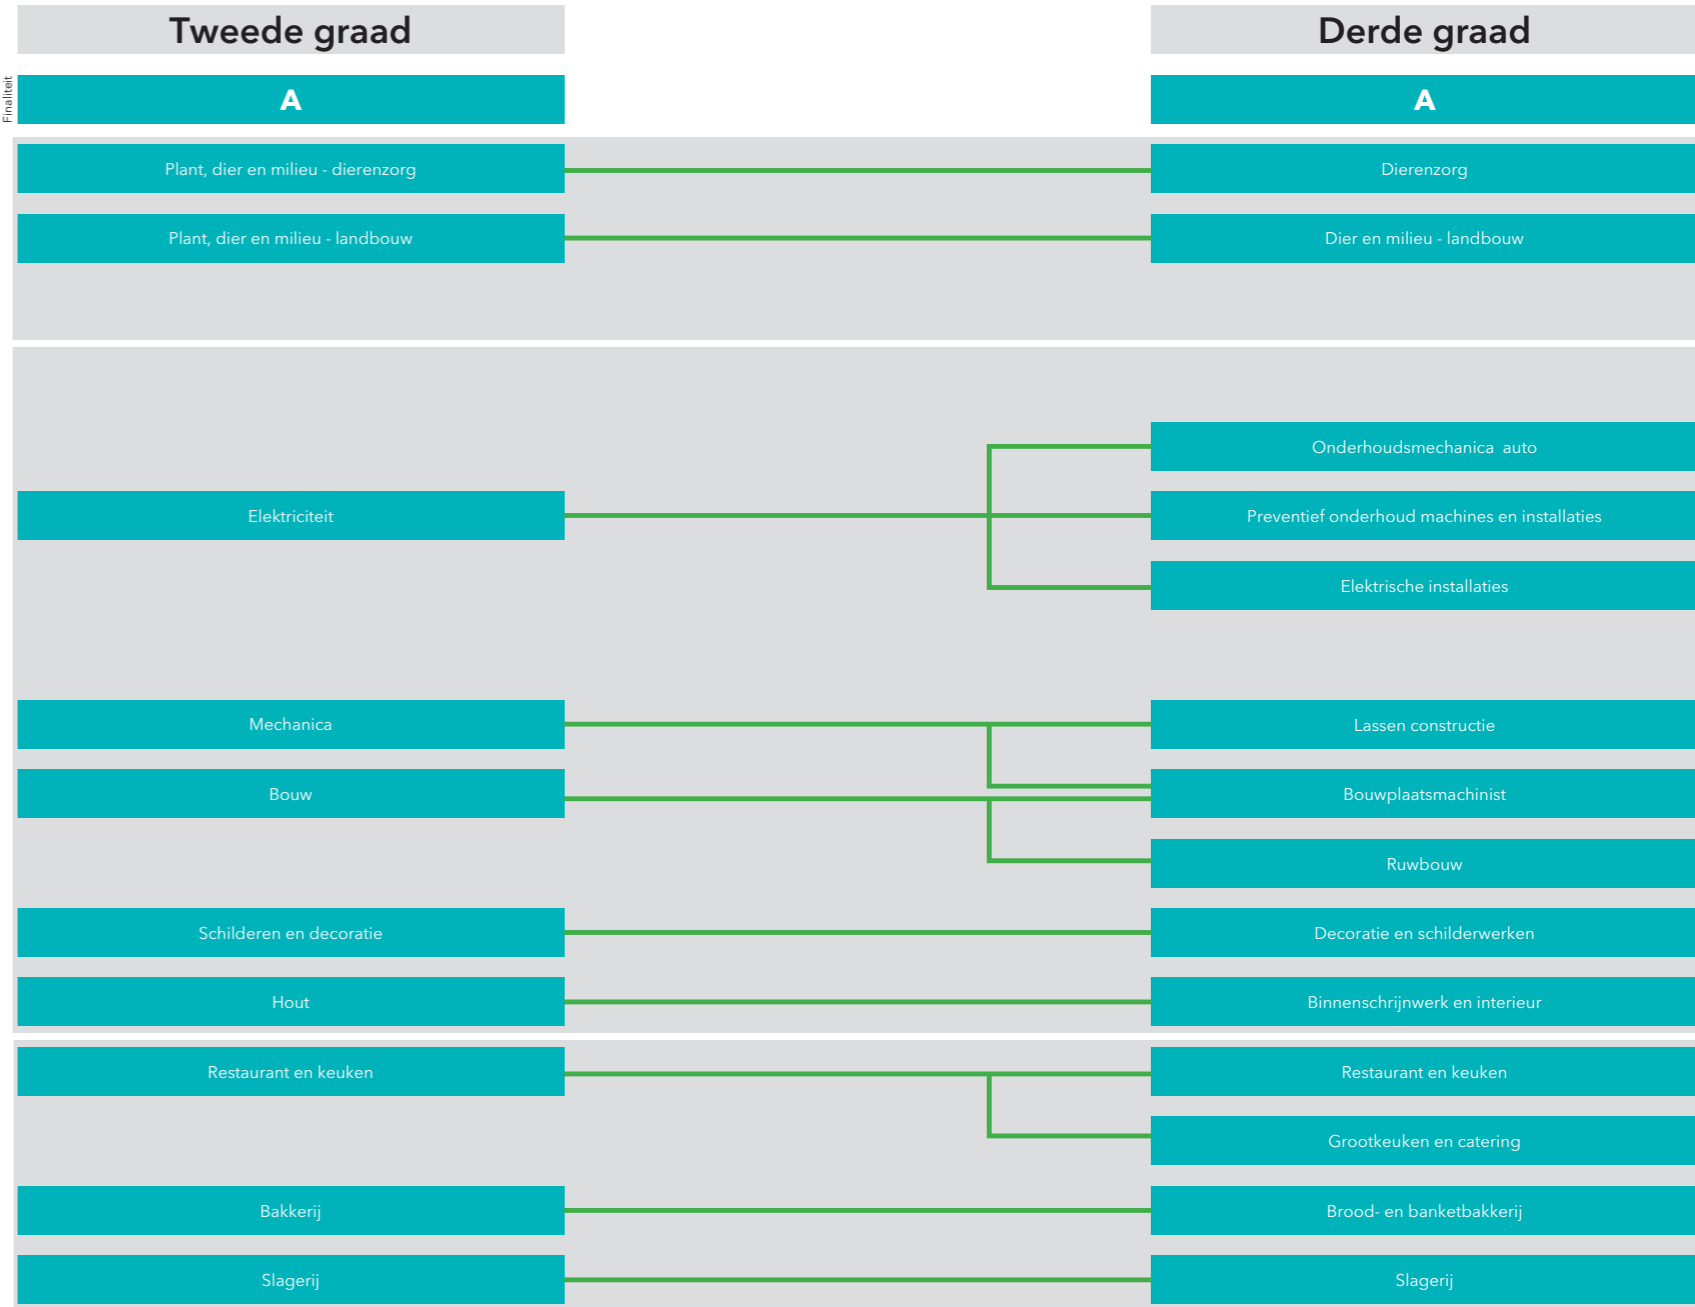 Tweede graad
Derde graad
Finaliteit
A
A
Plant, dier en milieu - dierenzorg
Dierenzorg
Plant, dier en milieu - landbouw
Dier en milieu - landbouw
Onderhoudsmechanica auto
Elektriciteit
Preventief onderhoud machines en installaties
Elektrische installaties
Mechanica
Lassen constructie
Bouw
Bouwplaatsmachinist
Ruwbouw
Schilderen en decoratie
Decoratie en schilderwerken
Hout
Binnenschrijnwerk en interieur
Restaurant en keuken
Restaurant en keuken
Grootkeuken en catering
Bakkerij
Brood- en banketbakkerij
Slagerij
Slagerij